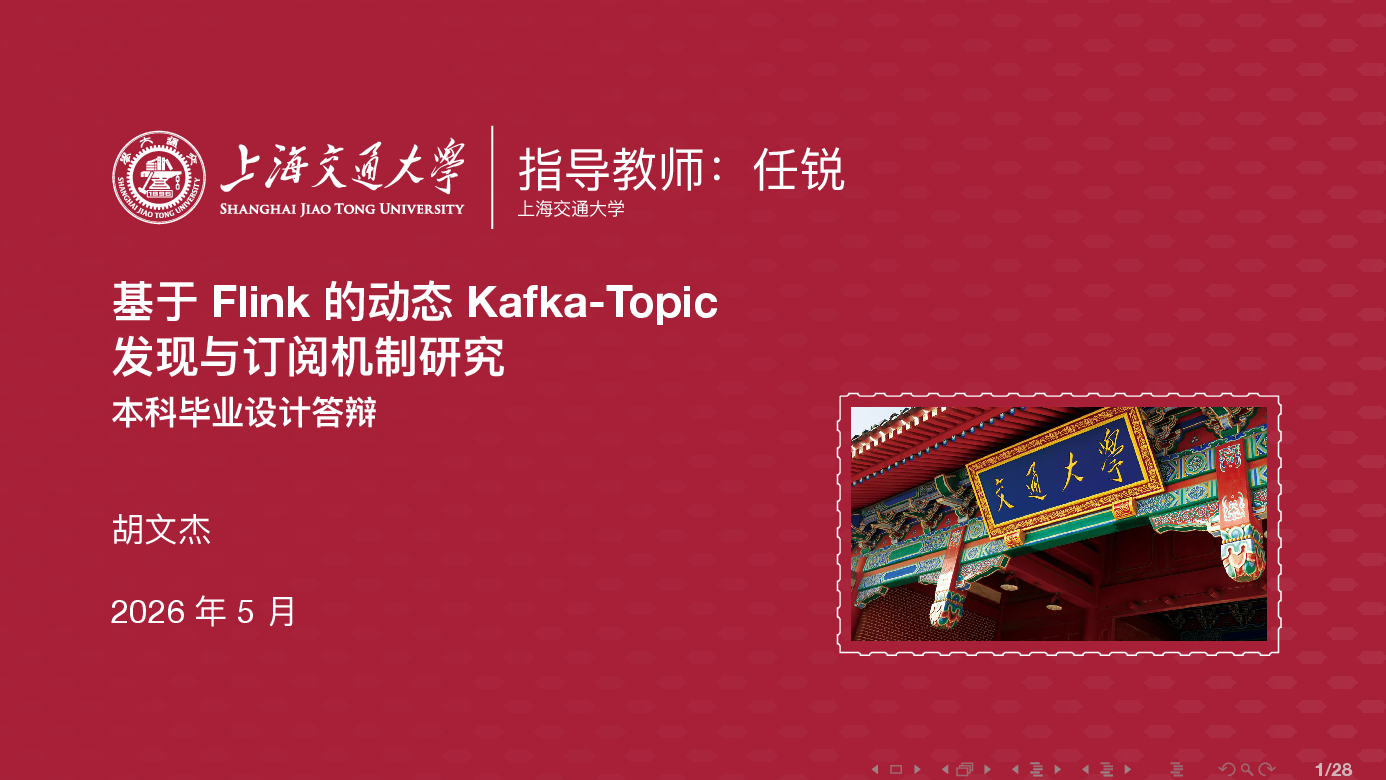 上海交通大學
SHANGHAI JIAO TONG UNIVERSITY
指导教师：任锐
上海交通大学
基于 Flink 的动态 Kafka-Topic
发现与订阅机制研究
本科毕业设计答辩
胡文杰
2026 年 5 月
交通大學
1/28